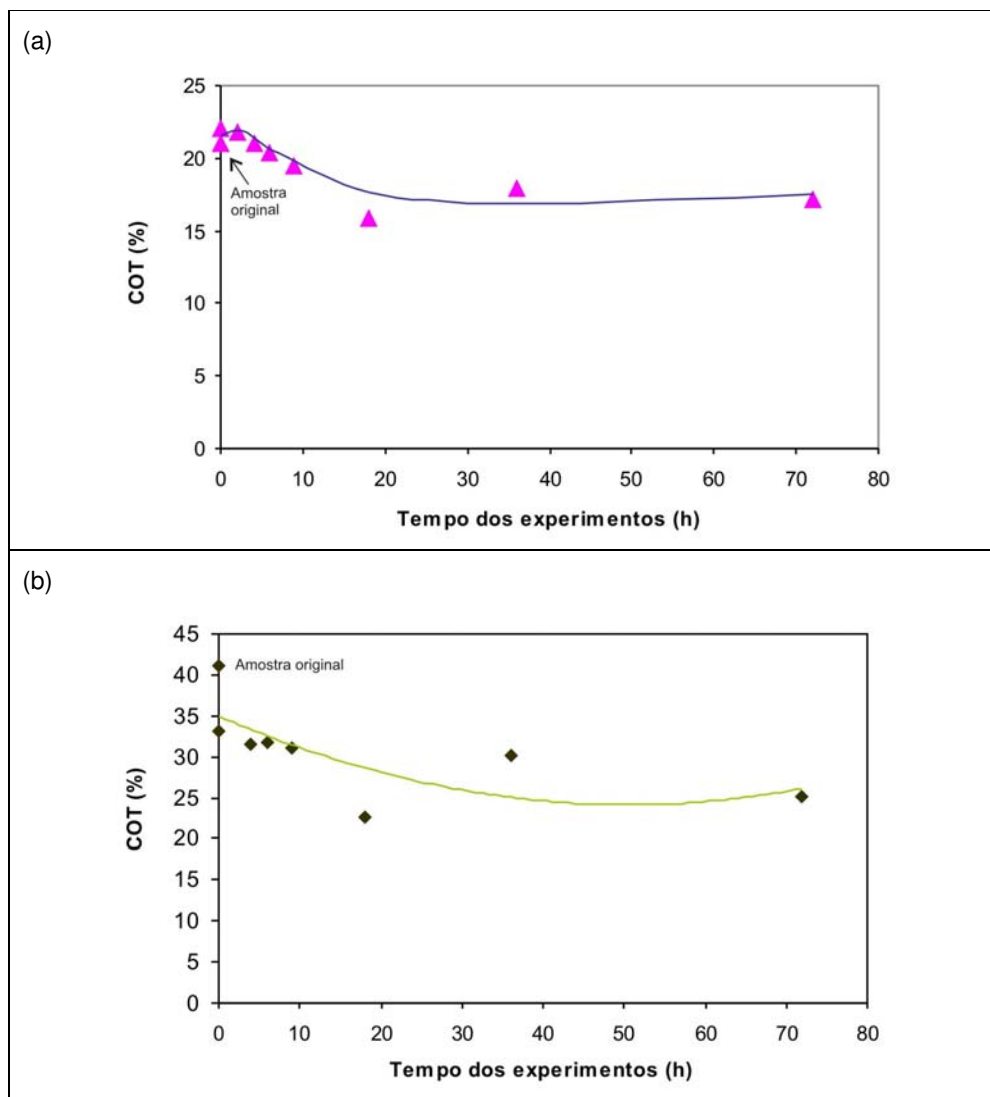 (a)
25
20
15
10
5
0
Amostra
original
COT (%)
0 10 20 30 40 50 60 70 80
Tempo dos experimentos (h)
(b)
45
40
35
30
25
20
15
10
5
0
Amostra original
COT (%)
0 10 20 30 40 50 60 70 80
Tempo dos experimentos (h)